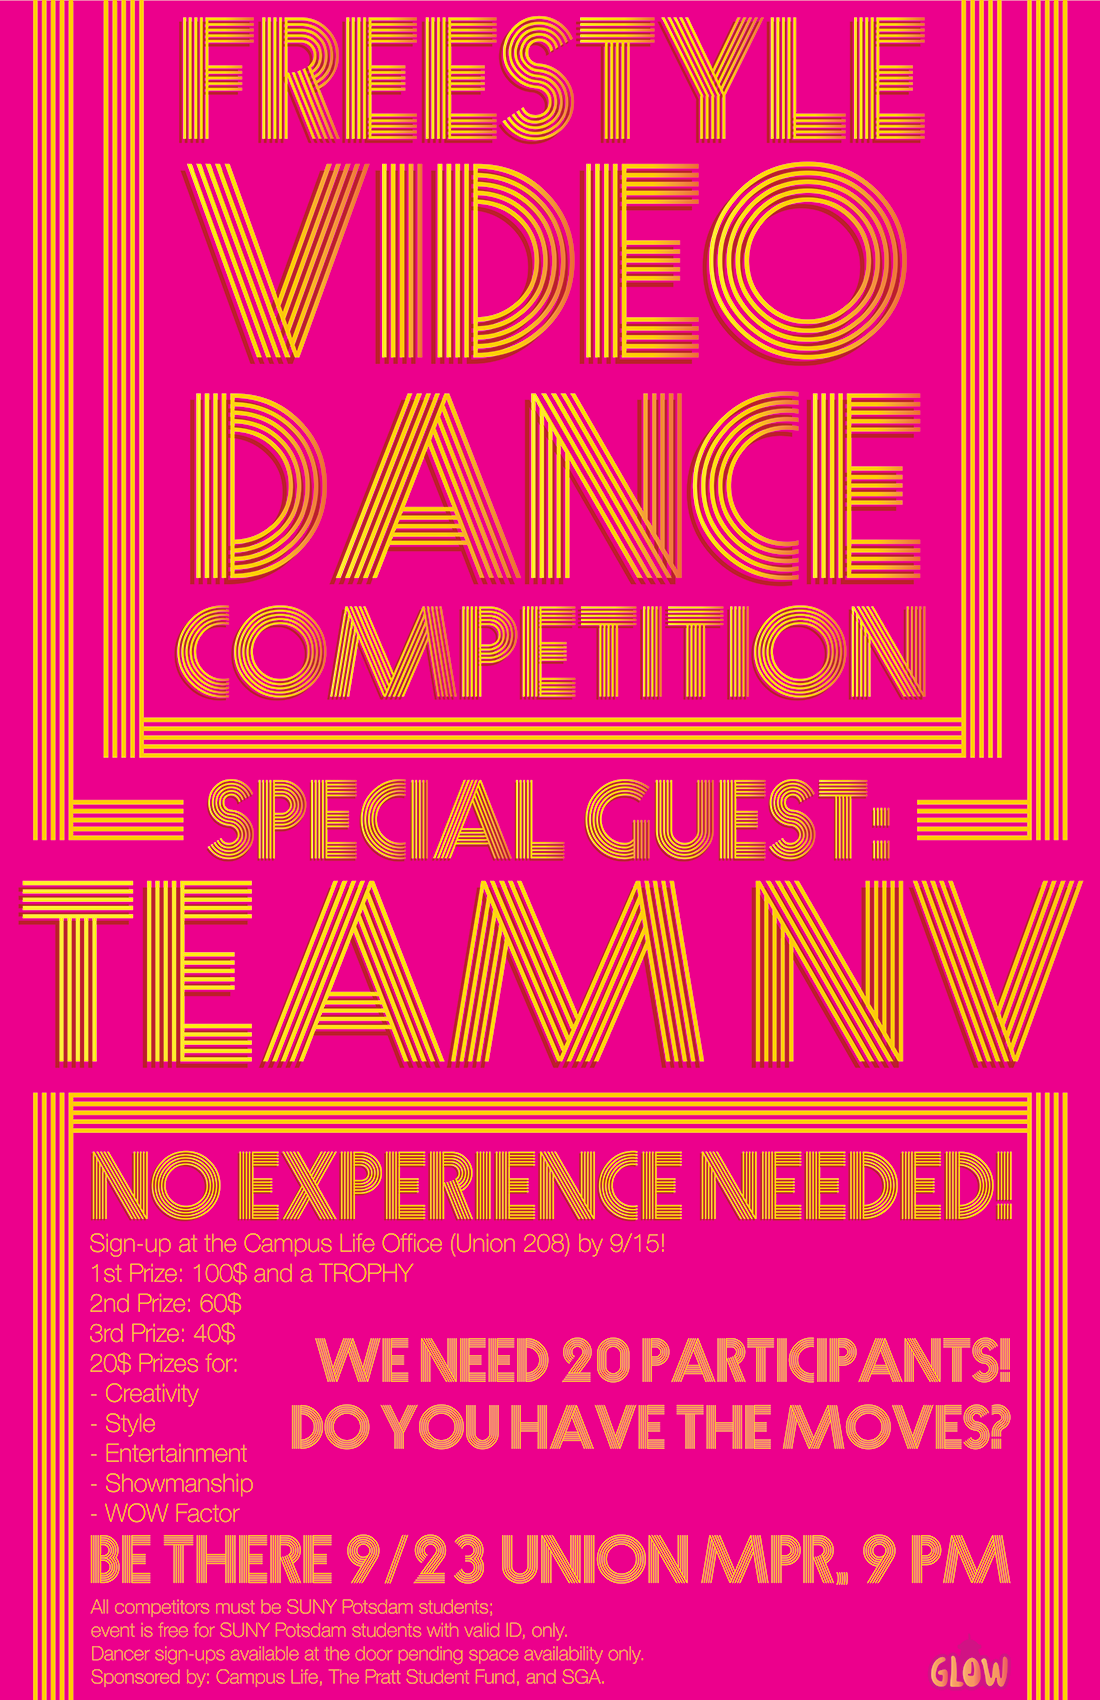 FREESTYLE
VIDEO
DANCE
COMPETITION
SPECIAL GUEST:
TEAM NV
NO EXPERIENCE NEEDED!
Sign-up at the Campus Life Office (Union 208) by 9/15!
1st Prize: 100$ and a TROPHY
2nd Prize: 60$
3rd Prize: 40$
20$ Prizes for:
- Creativity
- Style
- Entertainment
- Showmanship
- WOW Factor
WE NEED 20 PARTICIPANTS!
DO YOU HAVE THE MOVES?
BE THERE 9/23 UNION MPR, 9 PM
All competitors must be SUNY Potsdam students;
event is free for SUNY Potsdam students with valid ID, only.
Dancer sign-ups available at the door pending space availability only.
Sponsored by: Campus Life, The Pratt Student Fund, and SGA.
GLOW